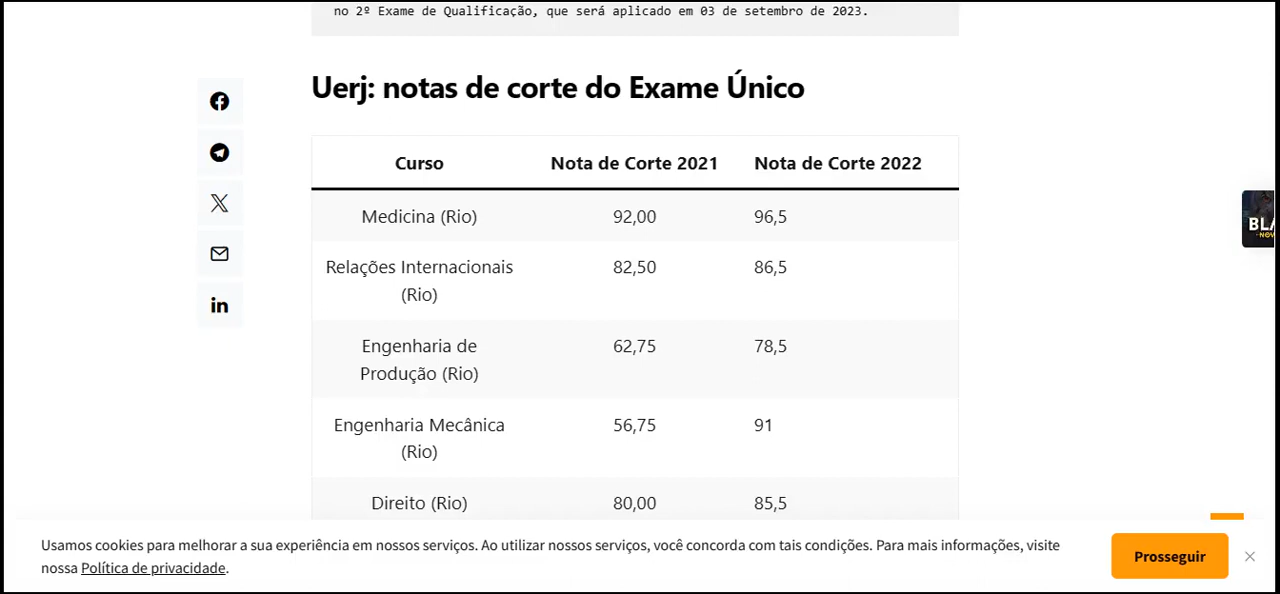 no 2º Exame de Qualificação, que será aplicado em 03 de setembro de 2023.
Uerj: notas de corte do Exame Único
Curso Nota de Corte 2021 Nota de Corte 2022
Medicina (Rio) 92,00 96,5
Relações Internacionais 82,50 86,5
(Rio)
Engenharia de 62,75 78,5
Produção (Rio)
Engenharia Mecânica 56,75 91
(Rio)
Direito (Rio) 80,00 85,5
Usamos cookies para melhorar a sua experiência em nossos serviços. Ao utilizar nossos serviços, você concorda com tais condições. Para mais informações, visite
nossa Política de privacidade.
Prosseguir